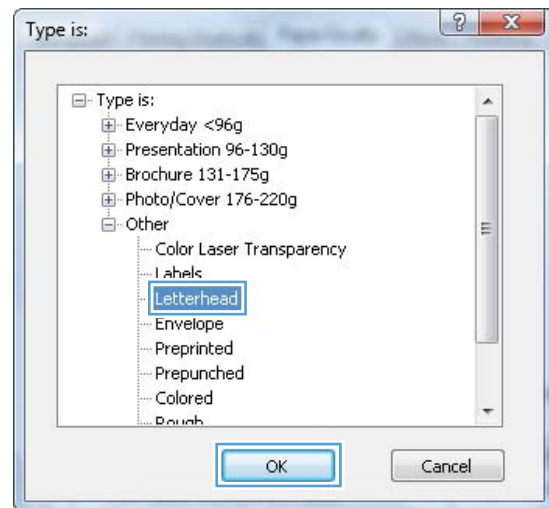 Type is:
Type is:
Everyday <96g
Presentation 96-130g
Brochure 131-175g
Photo/Cover 176-220g
Other
Color Laser Transparency
Labels
Letterhead
Envelope
Preprinted
Prepunched
Colored
Rough
OK
Cancel